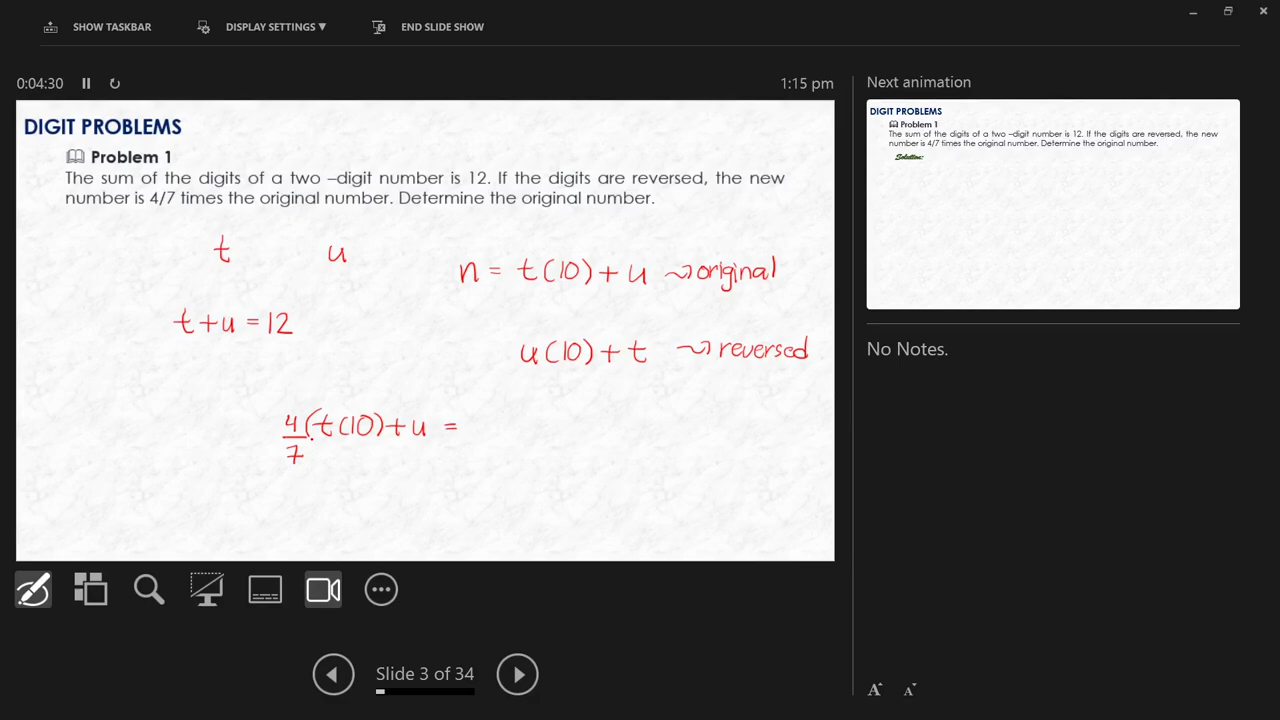 SHOW TASKBAR DISPLAY SETTINGS ▼ END SLIDE SHOW
0:04:30 1:15 pm
DIGIT PROBLEMS
Problem 1
The sum of the digits of a two –digit number is 12. If the digits are reversed, the new
number is 4/7 times the original number. Determine the original number.
t u
n = t(10) + u ⤳ original
t + u = 12
u(10) + t ⤳ reversed
4/7 (t(10) + u =
Slide 3 of 34
Next animation
DIGIT PROBLEMS
Problem 1
The sum of the digits of a two –digit number is 12. If the digits are reversed, the new
number is 4/7 times the original number. Determine the original number.
Solution:
No Notes.
A A